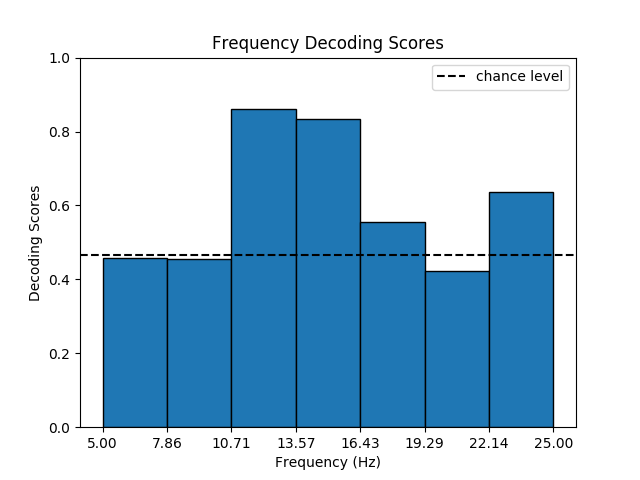 Frequency Decoding Scores
chance level
1.0
0.8
0.6
0.4
0.2
0.0
Decoding Scores
5.00 7.86 10.71 13.57 16.43 19.29 22.14 25.00
Frequency (Hz)